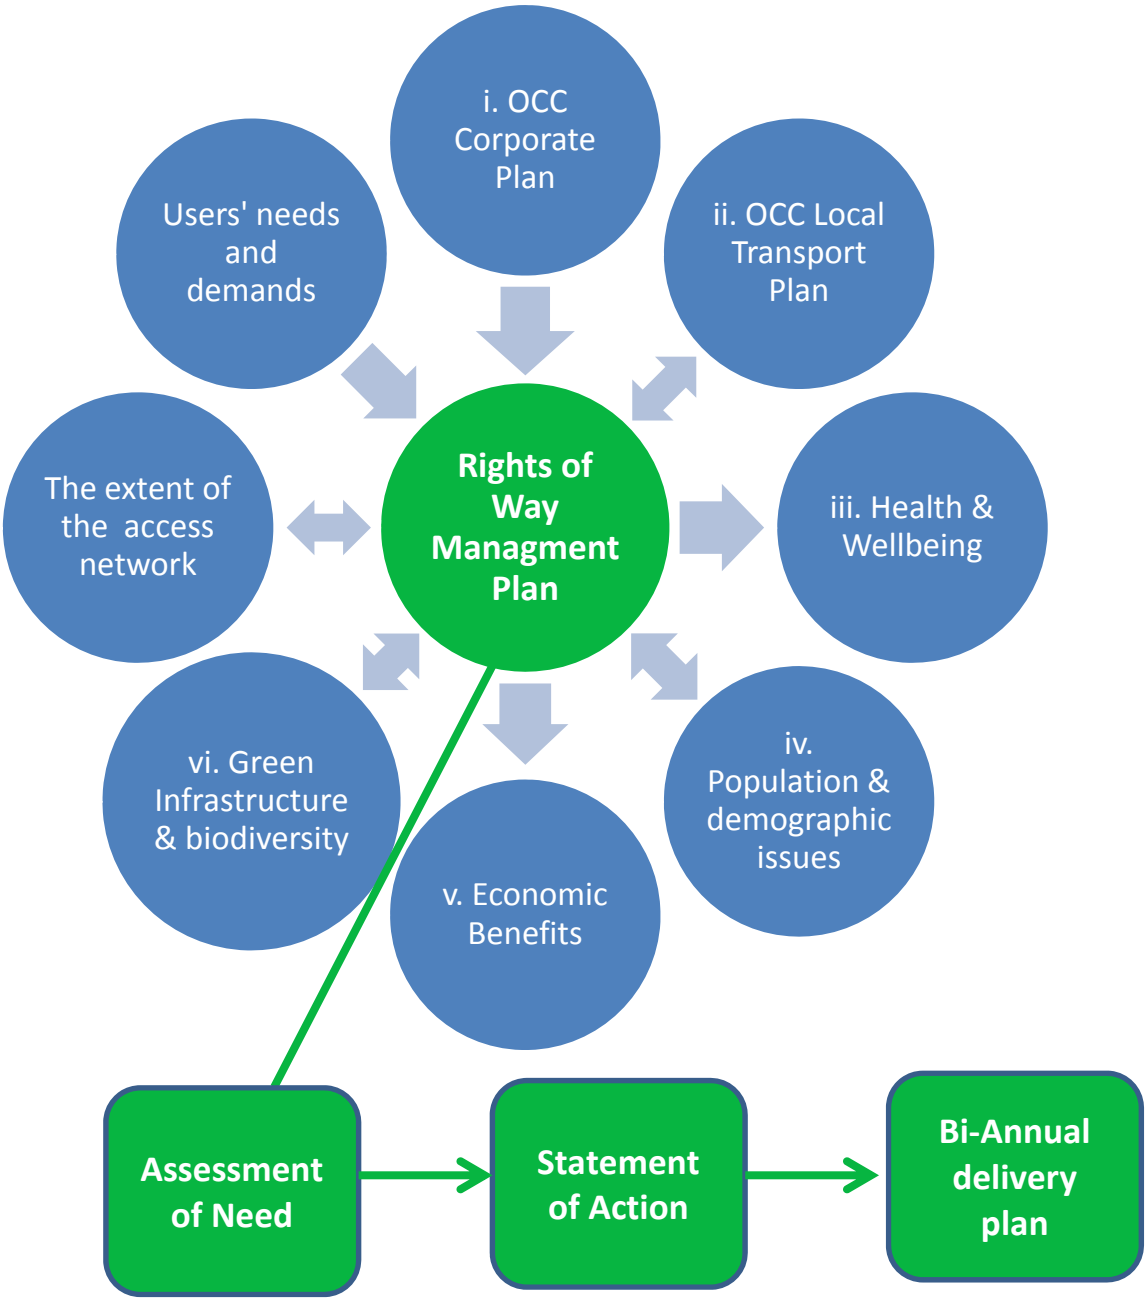 i. OCC
Corporate
Plan
ii. OCC Local
Transport
Plan
iii. Health &
Wellbeing
iv.
Population &
demographic
issues
v. Economic
Benefits
vi. Green
Infrastructure
& biodiversity
The extent of
the access
network
Users' needs
and
demands
Rights of
Way
Managment
Plan
Assessment
of Need
Statement
of Action
Bi-Annual
delivery
plan